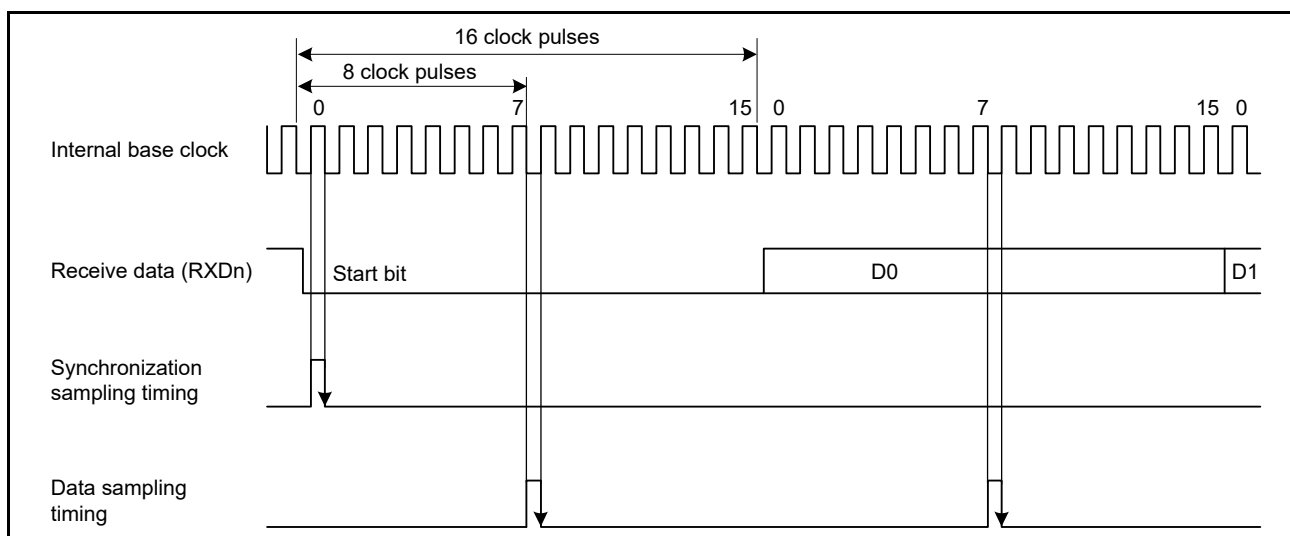 16 clock pulses
8 clock pulses
0 7 15 0 7 15 0
Internal base clock
Receive data (RXDn)
Start bit
D0
D1
Synchronization
sampling timing
Data sampling
timing